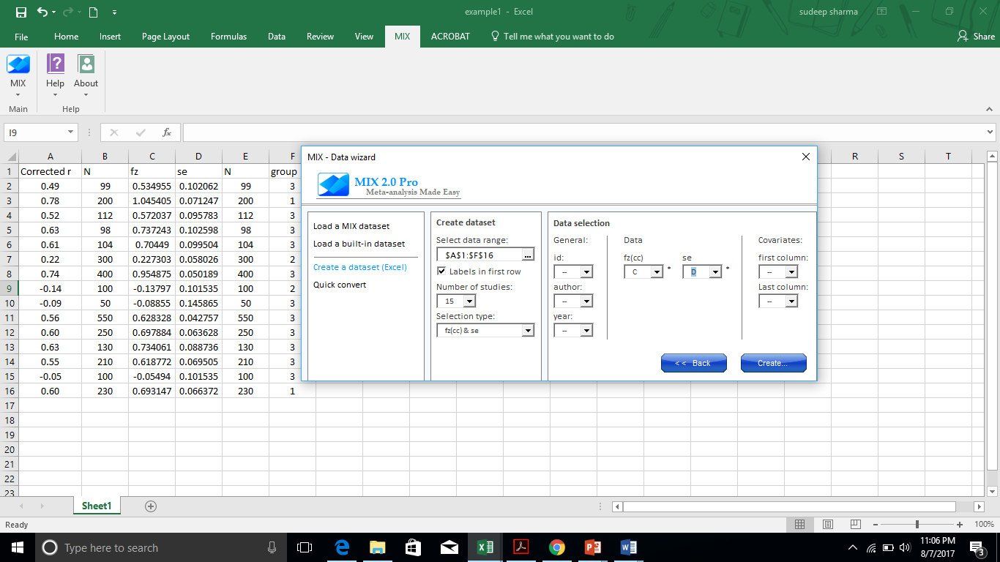 example1 - Excel
sudeep sharma
File Home Insert Page Layout Formulas Data Review View MIX ACROBAT Tell me what you want to do Share
MIX Help About
Main Help
I9 fx
A B C D E F R S T
1 Corrected r N fz se N group
2 0.49 99 0.534955 0.102062 99 3
3 0.78 200 1.045405 0.071247 200 1
4 0.52 112 0.572037 0.095783 112 3
5 0.63 98 0.737243 0.102598 98 3
6 0.61 104 0.70449 0.099504 104 3
7 0.22 300 0.227303 0.058026 300 2
8 0.74 400 0.954875 0.050189 400 3
9 -0.14 100 -0.13797 0.101535 100 2
10 -0.09 50 -0.08855 0.145865 50 3
11 0.56 550 0.628328 0.042757 550 3
12 0.60 250 0.697884 0.063628 250 3
13 0.63 130 0.734061 0.088736 130 3
14 0.55 210 0.618772 0.069505 210 3
15 -0.05 100 -0.05494 0.101535 100 3
16 0.60 230 0.693147 0.066372 230 1
17
18
19
20
21
22
23
MIX - Data wizard
MIX 2.0 Pro
Meta-analysis Made Easy
Load a MIX dataset
Load a built-in dataset
Create a dataset (Excel)
Quick convert
Create dataset
Select data range:
$A$1:$F$16 ...
Labels in first row
Number of studies:
15
Selection type:
fz(cc) & se
Data selection
General: Data Covariates:
id: fz(cc) se first column:
-- C * D * --
author: Last column:
-- --
year:
--
<< Back Create...
Sheet1
Ready 100%
Type here to search
11:06 PM
8/7/2017
3